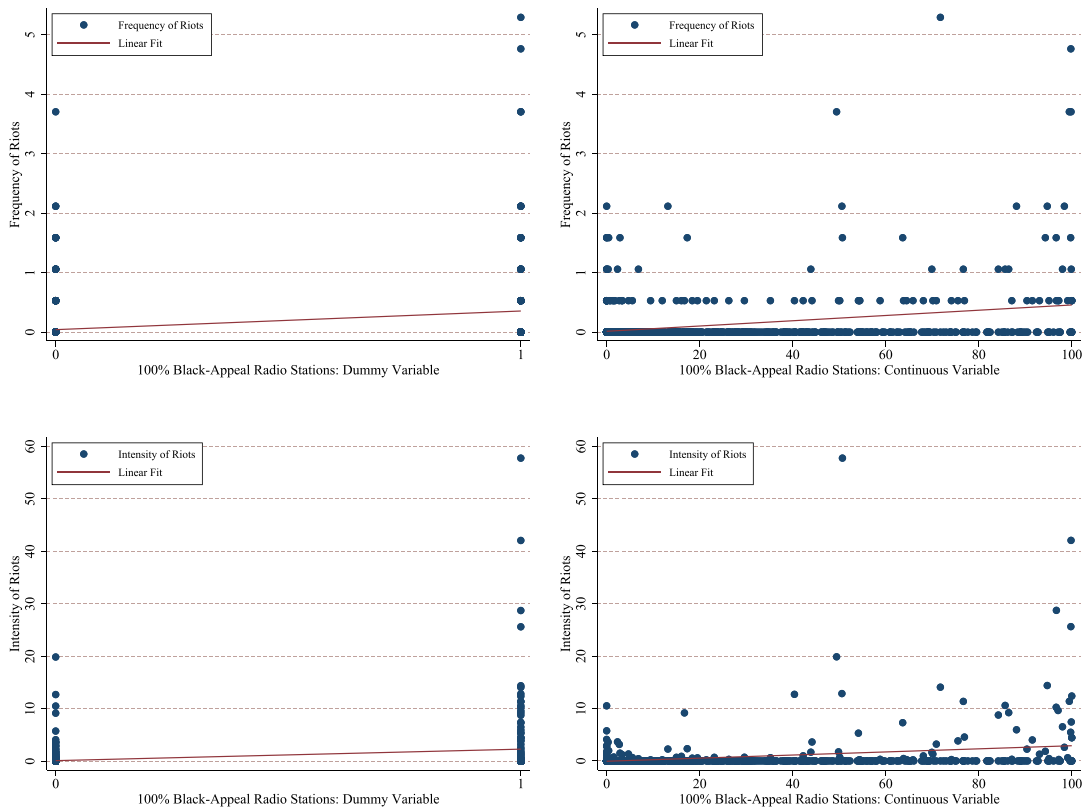 Frequency of Riots
Linear Fit
Frequency of Riots
0
1
2
3
4
5
0
1
100% Black-Appeal Radio Stations: Dummy Variable
Frequency of Riots
Linear Fit
Frequency of Riots
0
1
2
3
4
5
0
20
40
60
80
100
100% Black-Appeal Radio Stations: Continuous Variable
Intensity of Riots
Linear Fit
Intensity of Riots
0
10
20
30
40
50
60
0
1
100% Black-Appeal Radio Stations: Dummy Variable
Intensity of Riots
Linear Fit
Intensity of Riots
0
10
20
30
40
50
60
0
20
40
60
80
100
100% Black-Appeal Radio Stations: Continuous Variable